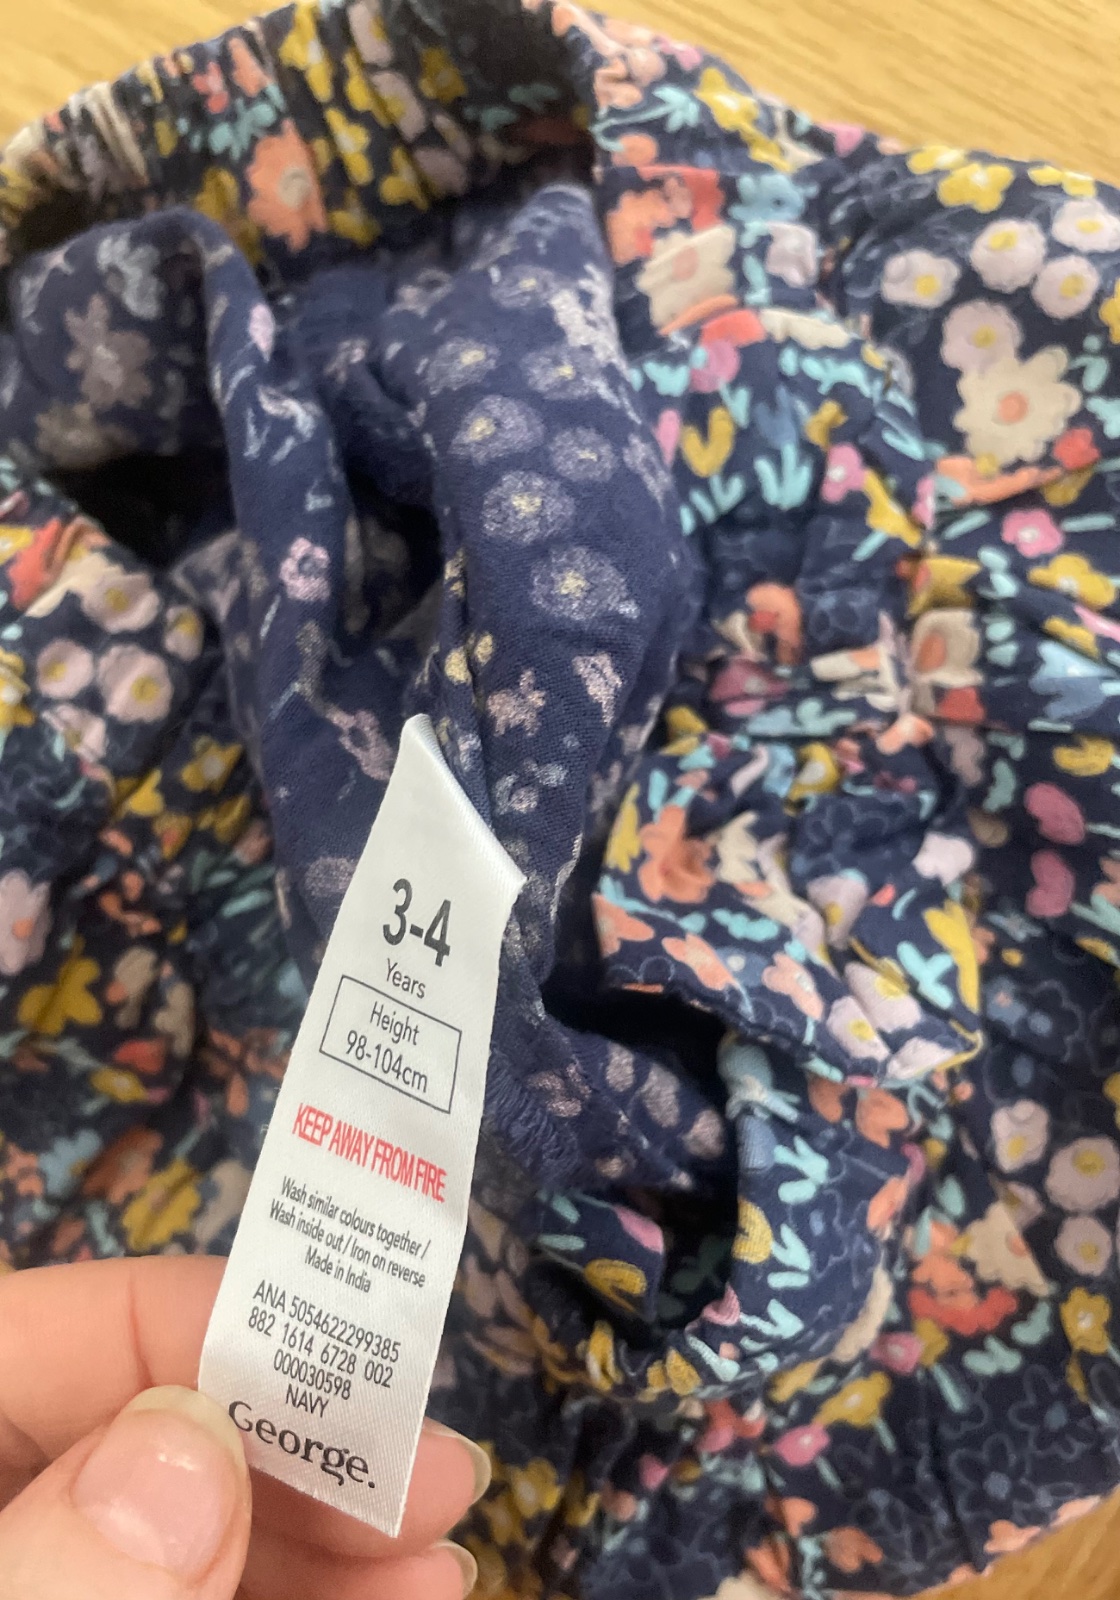 3-4
Years
Height
98-104cm
KEEP AWAY FROM FIRE
Wash similar colours together /
Wash inside out / Iron on reverse
Made in India
ANA 5054622299385
882 1614 6728 002
000030598
NAVY
George.